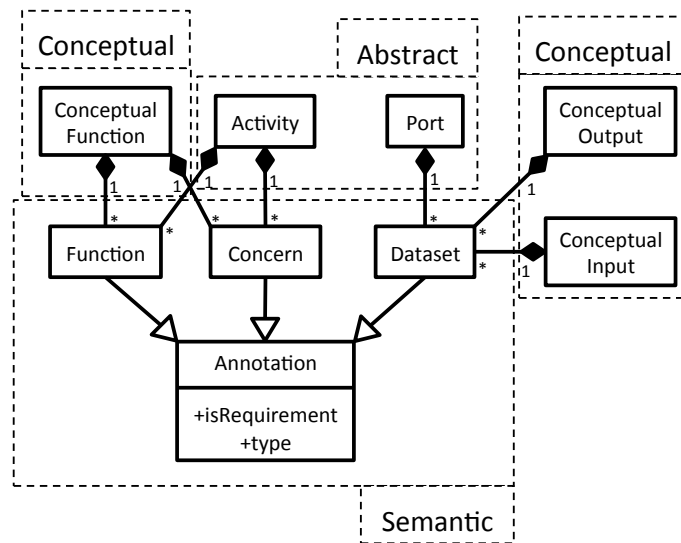 Conceptual
Abstract
Conceptual
Conceptual
Function
Activity
Port
Conceptual
Output
1
1
1
1
1
1
*
*
*
*
*
*
*
1
Function
Concern
Dataset
Conceptual
Input
Annotation
+isRequirement
+type
Semantic